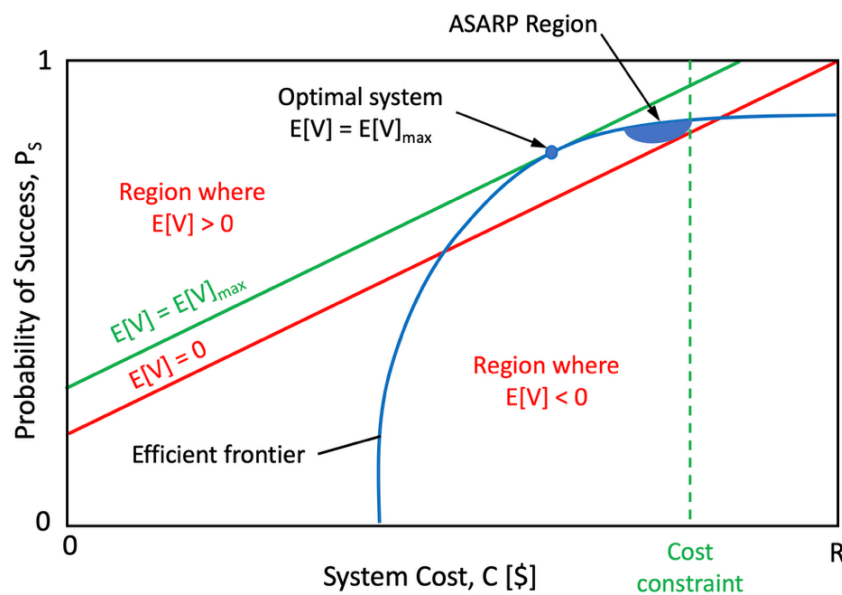 ASARP Region
1
Optimal system
E[V] = E[V]max
Region where
E[V] > 0
Probability of Success, PS
E[V] = E[V]max
E[V] = 0
Region where
E[V] < 0
Efficient frontier
0
0
R
System Cost, C [$]
Cost
constraint